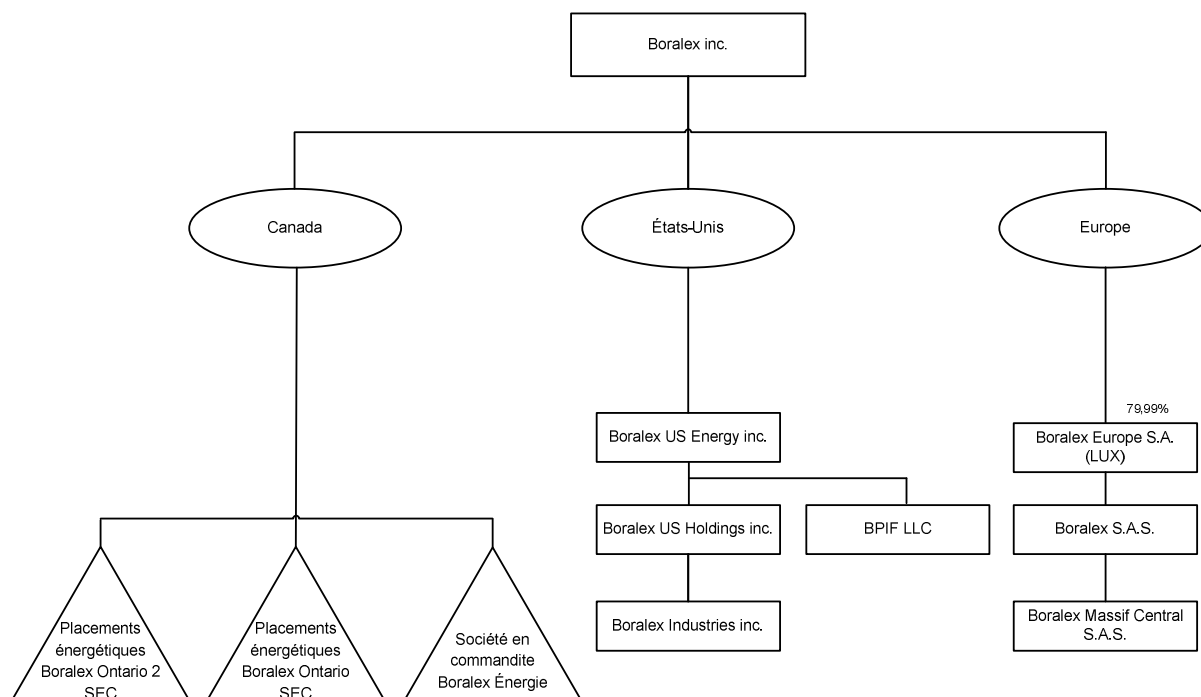 Boralex inc.
Canada
États-Unis
Europe
79,99%
Boralex US Energy inc.
Boralex Europe S.A.
(LUX)
Boralex US Holdings inc.
BPIF LLC
Boralex S.A.S.
Boralex Industries inc.
Boralex Massif Central
S.A.S.
Placements
énergétiques
Boralex Ontario 2
SEC
Placements
énergétiques
Boralex Ontario
SEC
Société en
commandite
Boralex Énergie